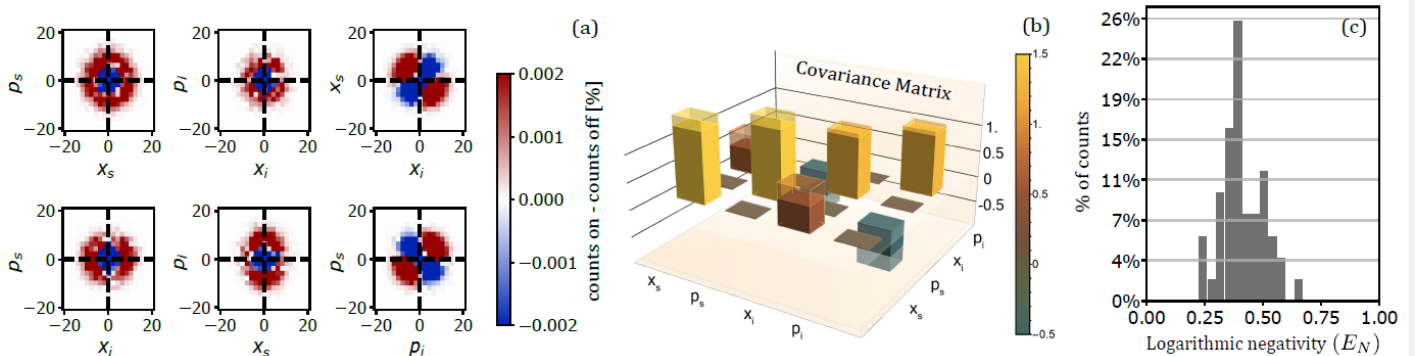 (a)
20
0
−20
p_s
−20 0 20
x_s
20
0
−20
p_i
−20 0 20
x_i
20
0
−20
x_s
−20 0 20
x_i
20
0
−20
p_s
−20 0 20
x_i
20
0
−20
p_i
−20 0 20
x_s
20
0
−20
p_s
−20 0 20
p_i
0.002
0.001
0.000
−0.001
−0.002
counts on - counts off [%]
(b)
Covariance Matrix
1.
0.5
0
-0.5
x_s
p_s
x_i
p_i
x_s
p_s
x_i
p_i
1.5
1.0
0.5
0
-0.5
(c)
26%
22%
19%
15%
11%
7%
4%
0%
% of counts
0.00 0.25 0.50 0.75 1.00
Logarithmic negativity (E_N)